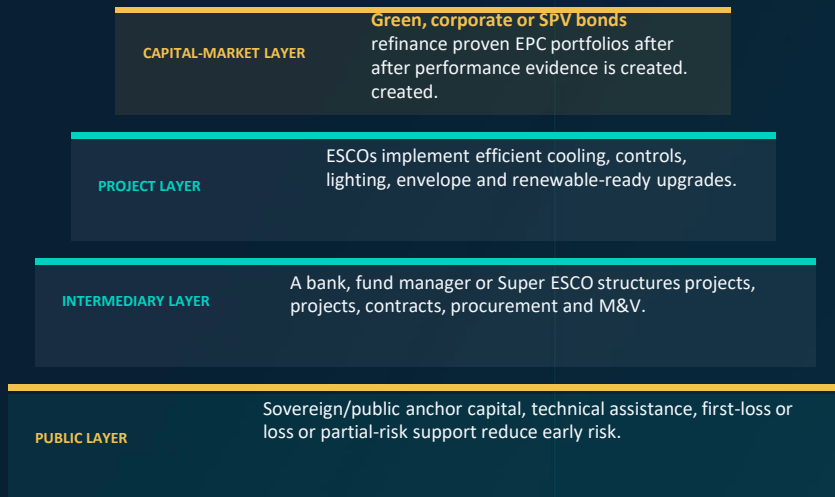 Green, corporate or SPV bonds
CAPITAL-MARKET LAYER
refinance proven EPC portfolios after
after performance evidence is created.
created.
PROJECT LAYER
ESCOs implement efficient cooling, controls,
lighting, envelope and renewable-ready upgrades.
INTERMEDIARY LAYER
A bank, fund manager or Super ESCO structures projects,
projects, contracts, procurement and M&V.
PUBLIC LAYER
Sovereign/public anchor capital, technical assistance, first-loss or
loss or partial-risk support reduce early risk.